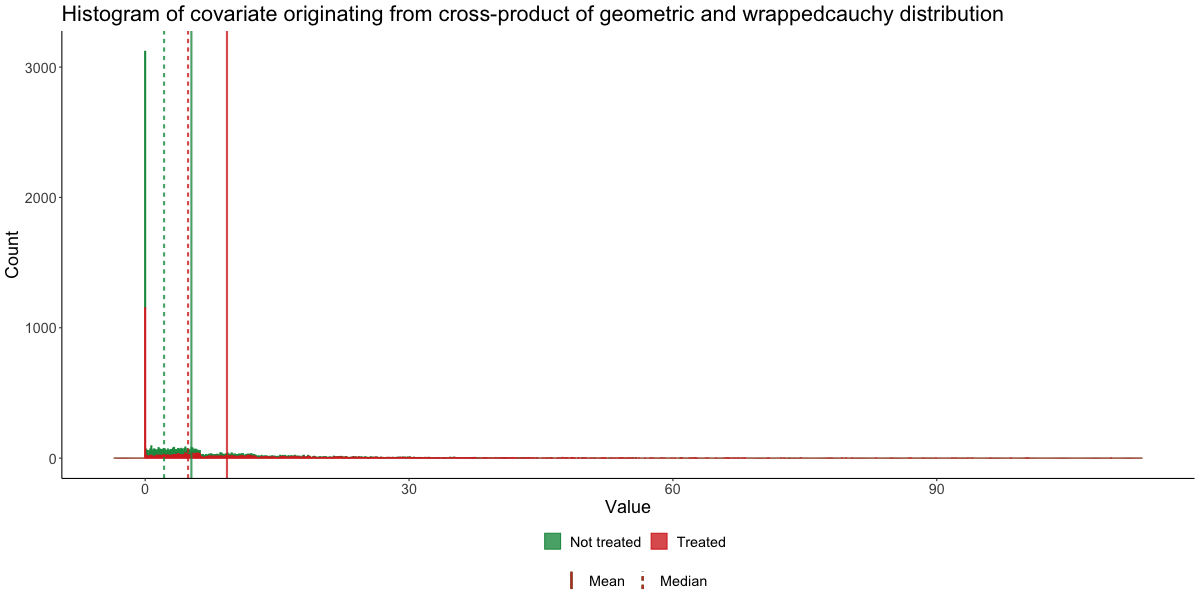 Histogram of covariate originating from cross-product of geometric and wrappedcauchy distribution
Count
3000
2000
1000
0
0 30 60 90
Value
Not treated Treated
Mean Median